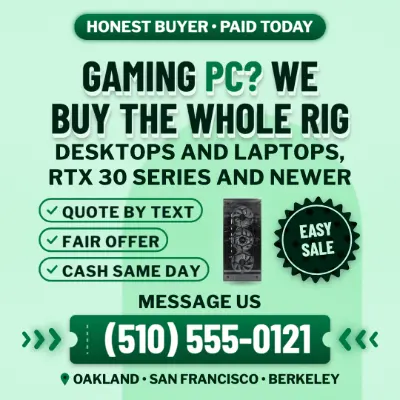 HONEST BUYER • PAID TODAY
GAMING PC? WE
BUY THE WHOLE RIG
DESKTOPS AND LAPTOPS,
RTX 30 SERIES AND NEWER
QUOTE BY TEXT
FAIR OFFER
CASH SAME DAY
EASY
SALE
MESSAGE US
(510) 555-0121
OAKLAND • SAN FRANCISCO • BERKELEY